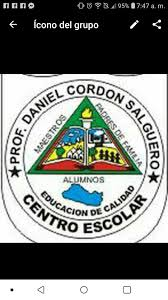 95% 7:47 a. m.
Ícono del grupo
PROF. DANIEL CORDON SALGUERO
MAESTROS
PADRES DE FAMILIA
ALUMNOS
EDUCACION DE CALIDAD
CENTRO ESCOLAR